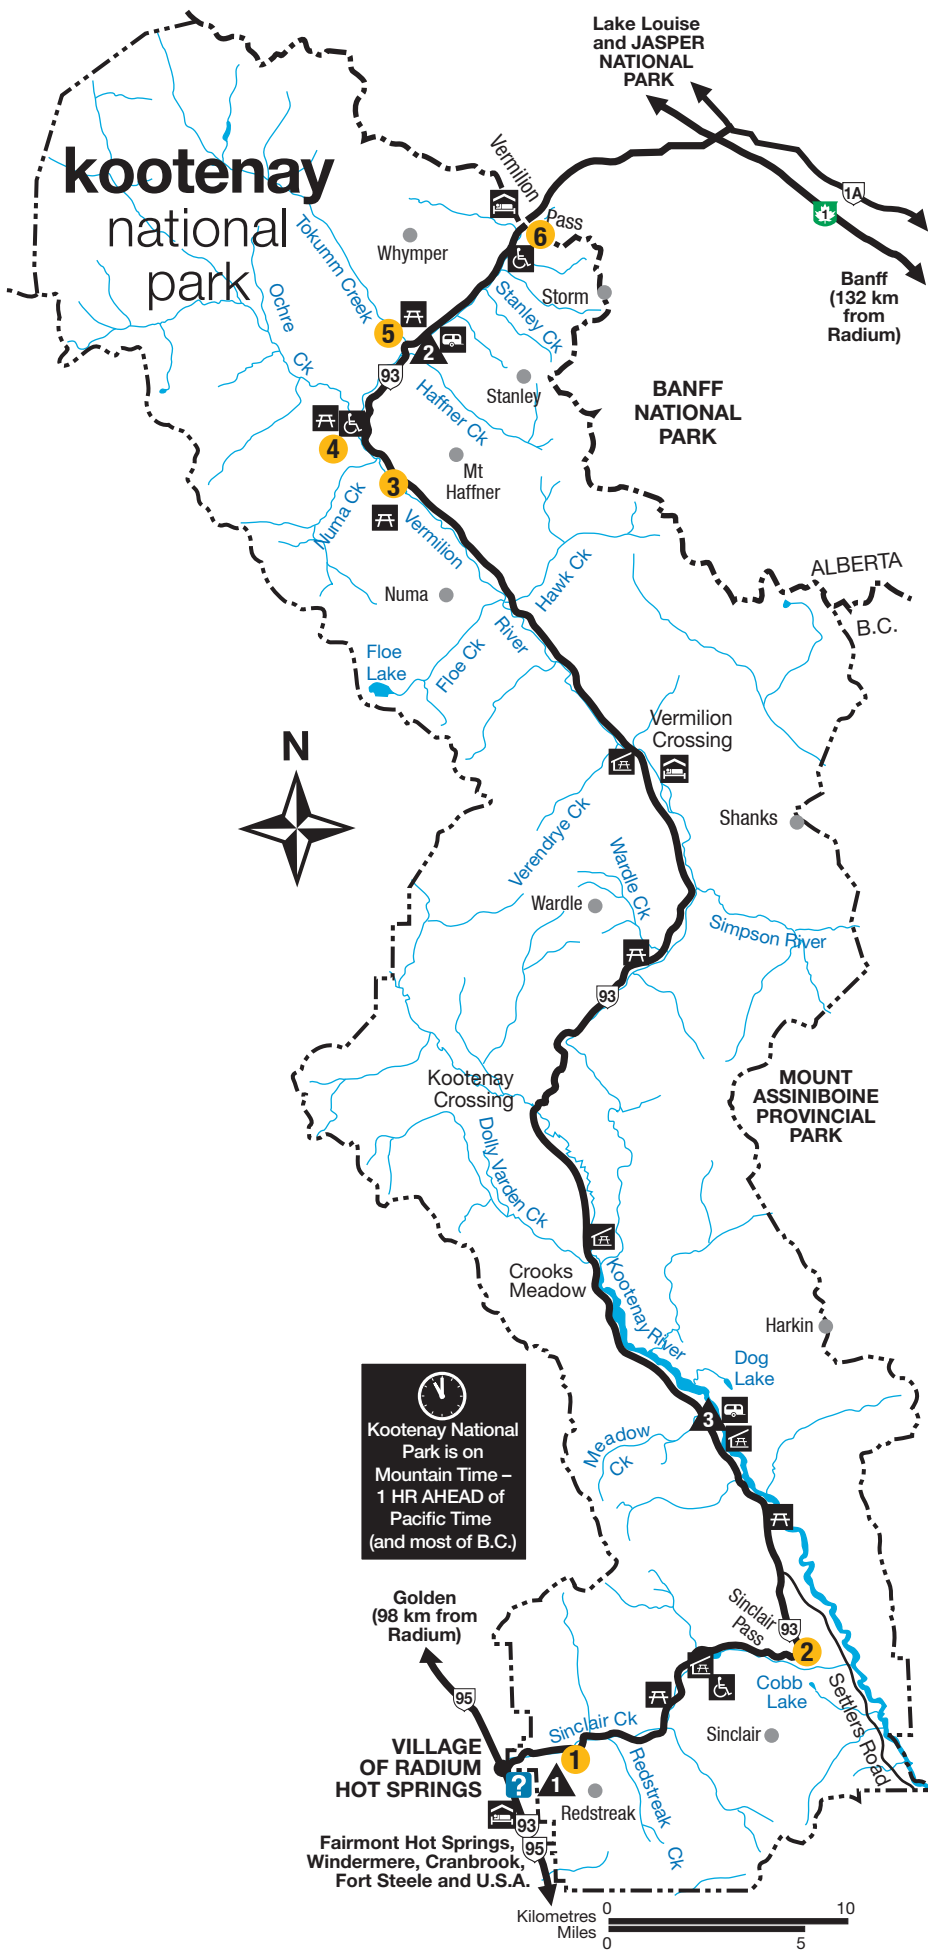 Lake Louise
and JASPER
NATIONAL
PARK
kootenay
national
park
Vermilion
Pass
1A
1
Banff
(132 km
from
Radium)
Whymper
6
Tokumm Creek
Ochre
Ck
Storm
Stanley Ck
5
2
93
Stanley
Haffner Ck
BANFF
NATIONAL
PARK
4
3
Mt
Haffner
Numa Ck
Vermilion
River
Hawk Ck
ALBERTA
B.C.
Numa
Floe
Lake
Floe Ck
N
Vermilion
Crossing
Shanks
Verendrye Ck
Wardle Ck
Wardle
Simpson River
93
Kootenay
Crossing
MOUNT
ASSINIBOINE
PROVINCIAL
PARK
Dolly Varden Ck
Crooks
Meadow
Kootenay River
Harkin
Dog
Lake
3
Meadow
Ck
Kootenay National
Park is on
Mountain Time –
1 HR AHEAD of
Pacific Time
(and most of B.C.)
Golden
(98 km from
Radium)
Sinclair
Pass
93
2
95
Cobb
Lake
Settlers Road
Sinclair Ck
Sinclair
VILLAGE
OF RADIUM
HOT SPRINGS
?
1
1
Redstreak
Redstreak
Ck
93
95
Fairmont Hot Springs,
Windermere, Cranbrook,
Fort Steele and U.S.A.
Kilometres
0 10
Miles
0 5